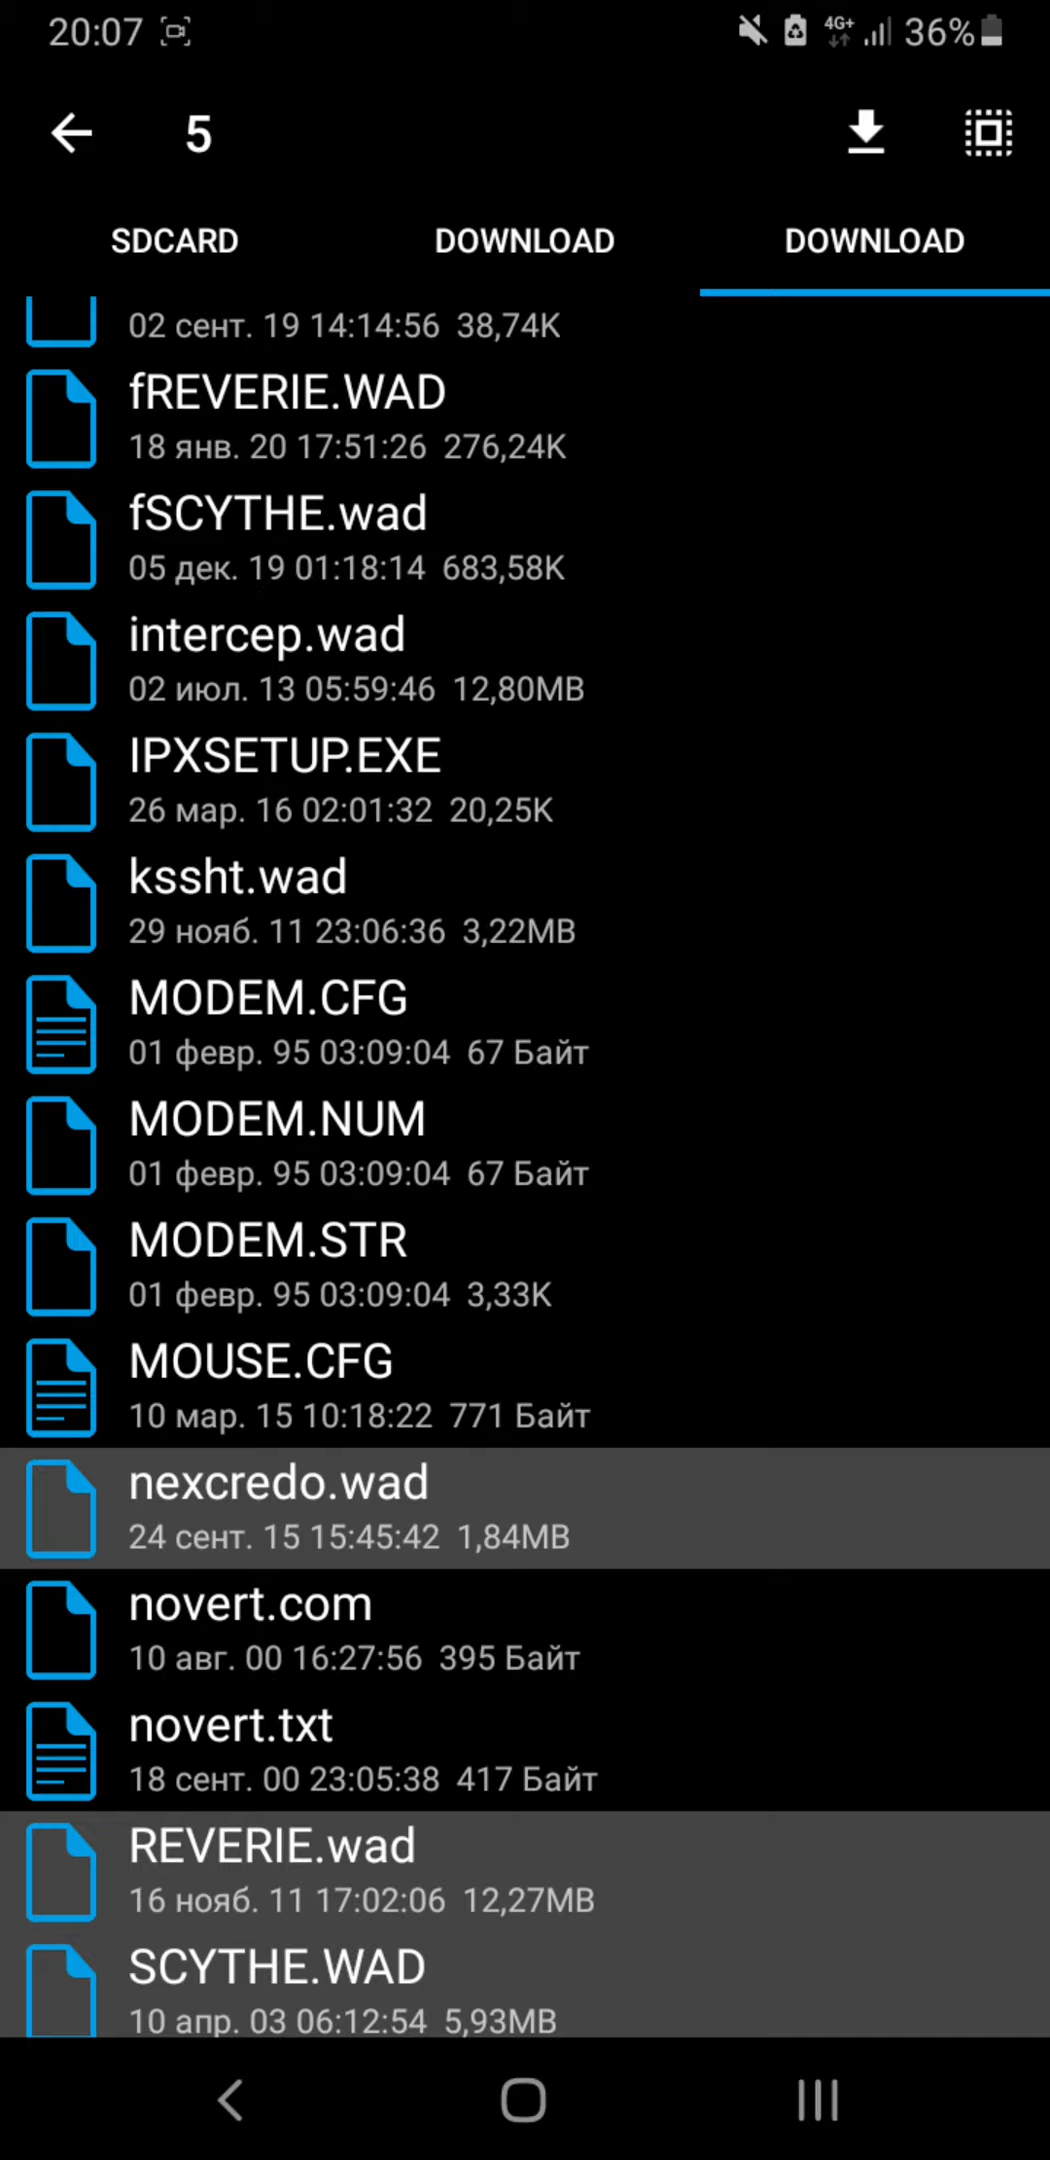 20:07 4G+ 36%
5
SDCARD DOWNLOAD DOWNLOAD
02 сент. 19 14:14:56 38,74K
fREVERIE.WAD
18 янв. 20 17:51:26 276,24K
fSCYTHE.wad
05 дек. 19 01:18:14 683,58K
intercep.wad
02 июл. 13 05:59:46 12,80MB
IPXSETUP.EXE
26 мар. 16 02:01:32 20,25K
kssht.wad
29 нояб. 11 23:06:36 3,22MB
MODEM.CFG
01 февр. 95 03:09:04 67 Байт
MODEM.NUM
01 февр. 95 03:09:04 67 Байт
MODEM.STR
01 февр. 95 03:09:04 3,33K
MOUSE.CFG
10 мар. 15 10:18:22 771 Байт
nexcredo.wad
24 сент. 15 15:45:42 1,84MB
novert.com
10 авг. 00 16:27:56 395 Байт
novert.txt
18 сент. 00 23:05:38 417 Байт
REVERIE.wad
16 нояб. 11 17:02:06 12,27MB
SCYTHE.WAD
10 апр. 03 06:12:54 5,93MB